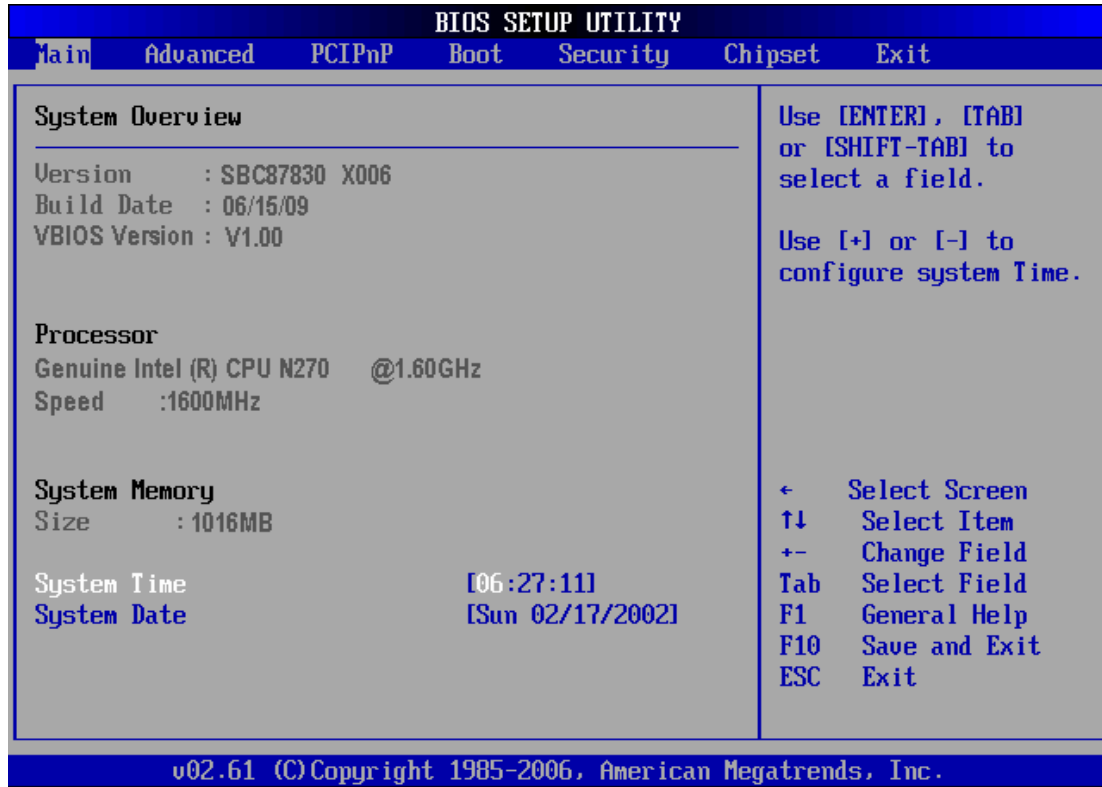 BIOS SETUP UTILITY
Main Advanced PCIPnP Boot Security Chipset Exit
System Overview
Version : SBC87830 X006
Build Date : 06/15/09
VBIOS Version : V1.00
Processor
Genuine Intel (R) CPU N270 @1.60GHz
Speed :1600MHz
System Memory
Size : 1016MB
System Time [06:27:11]
System Date [Sun 02/17/2002]
Use [ENTER], [TAB]
or [SHIFT-TAB] to
select a field.
Use [+] or [-] to
configure system Time.
← Select Screen
↑↓ Select Item
+- Change Field
Tab Select Field
F1 General Help
F10 Save and Exit
ESC Exit
v02.61 (C)Copyright 1985-2006, American Megatrends, Inc.